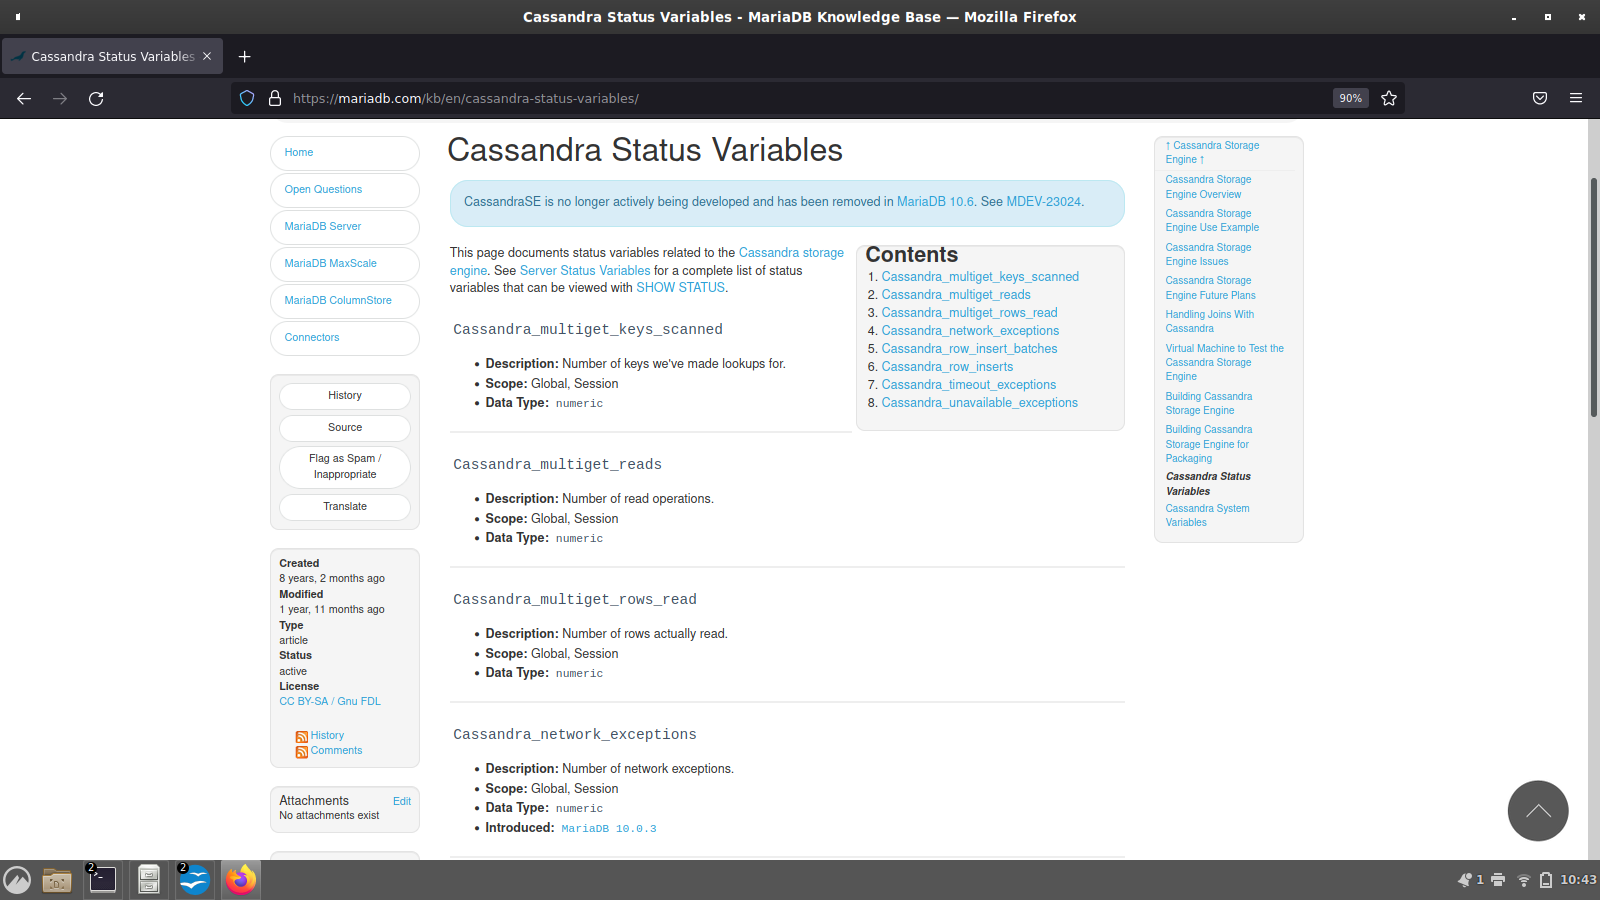 Cassandra Status Variables - MariaDB Knowledge Base — Mozilla Firefox
Cassandra Status Variables
https://mariadb.com/kb/en/cassandra-status-variables/
90%
Home
Open Questions
MariaDB Server
MariaDB MaxScale
MariaDB ColumnStore
Connectors
History
Source
Flag as Spam /
Inappropriate
Translate
Created
8 years, 2 months ago
Modified
1 year, 11 months ago
Type
article
Status
active
License
CC BY-SA / Gnu FDL
History
Comments
Attachments
Edit
No attachments exist
Cassandra Status Variables
CassandraSE is no longer actively being developed and has been removed in MariaDB 10.6. See MDEV-23024.
This page documents status variables related to the Cassandra storage
engine. See Server Status Variables for a complete list of status
variables that can be viewed with SHOW STATUS.
Contents
1. Cassandra_multiget_keys_scanned
2. Cassandra_multiget_reads
3. Cassandra_multiget_rows_read
4. Cassandra_network_exceptions
5. Cassandra_row_insert_batches
6. Cassandra_row_inserts
7. Cassandra_timeout_exceptions
8. Cassandra_unavailable_exceptions
Cassandra_multiget_keys_scanned
• Description: Number of keys we've made lookups for.
• Scope: Global, Session
• Data Type: numeric
Cassandra_multiget_reads
• Description: Number of read operations.
• Scope: Global, Session
• Data Type: numeric
Cassandra_multiget_rows_read
• Description: Number of rows actually read.
• Scope: Global, Session
• Data Type: numeric
Cassandra_network_exceptions
• Description: Number of network exceptions.
• Scope: Global, Session
• Data Type: numeric
• Introduced: MariaDB 10.0.3
↑ Cassandra Storage
Engine ↑
Cassandra Storage
Engine Overview
Cassandra Storage
Engine Use Example
Cassandra Storage
Engine Issues
Cassandra Storage
Engine Future Plans
Handling Joins With
Cassandra
Virtual Machine to Test the
Cassandra Storage
Engine
Building Cassandra
Storage Engine
Building Cassandra
Storage Engine for
Packaging
Cassandra Status
Variables
Cassandra System
Variables
2
2
1
10:43